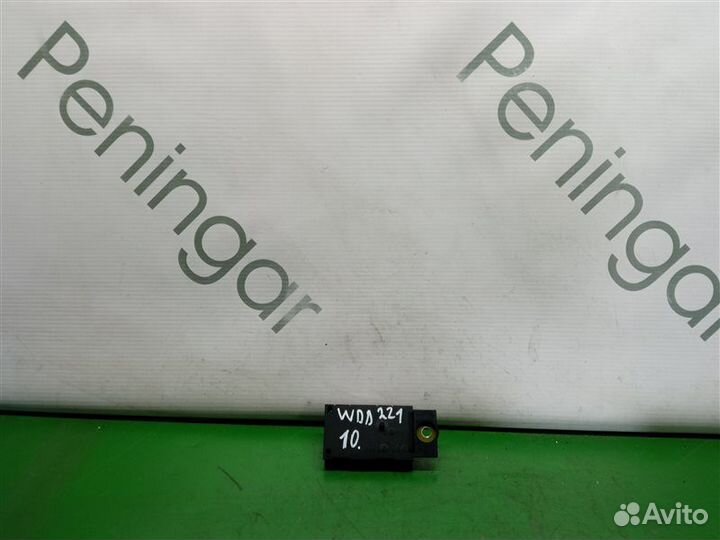 Peningar
Peningar
WDD 221
10.
Avito